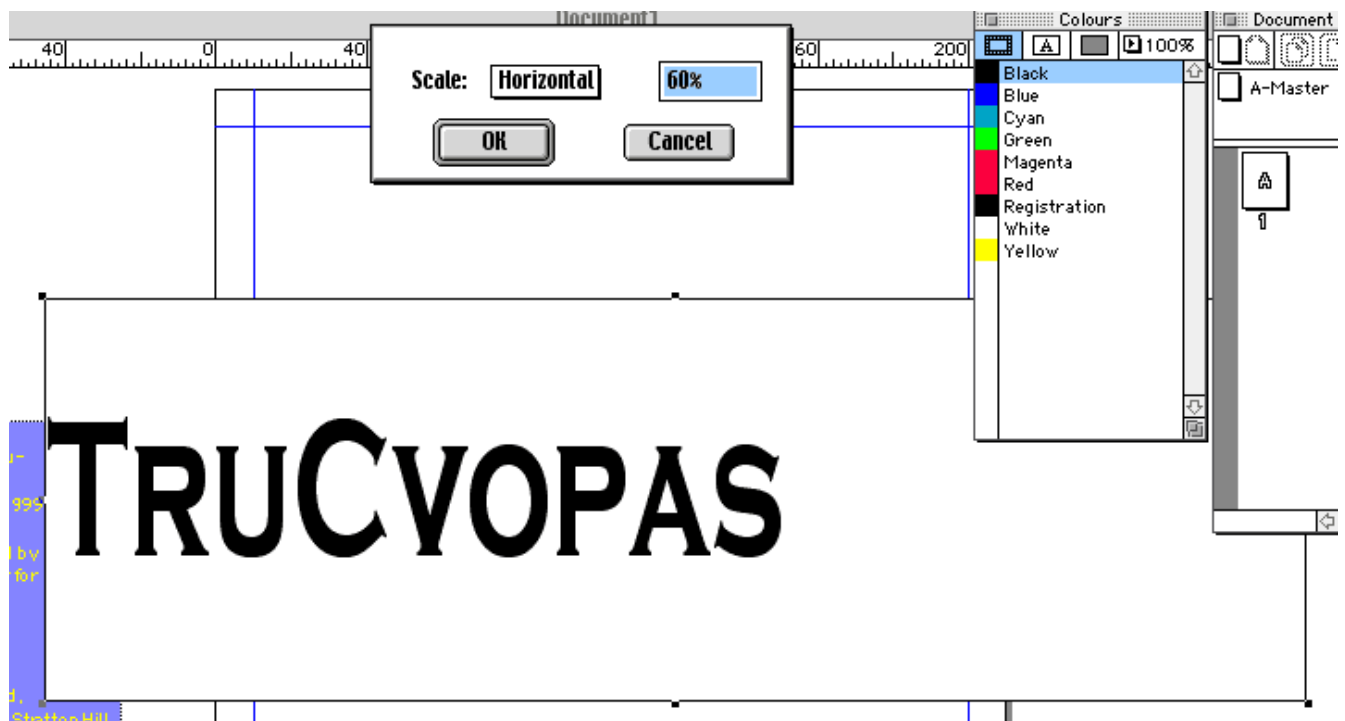 Document1
Colours
Document
40 0 40 60 200
100%
A
Scale: Horizontal 60%
OK Cancel
Black
Blue
Cyan
Green
Magenta
Red
Registration
White
Yellow
A-Master
A
1
TruCvopas
999
by
for
d.
Stratton Hill